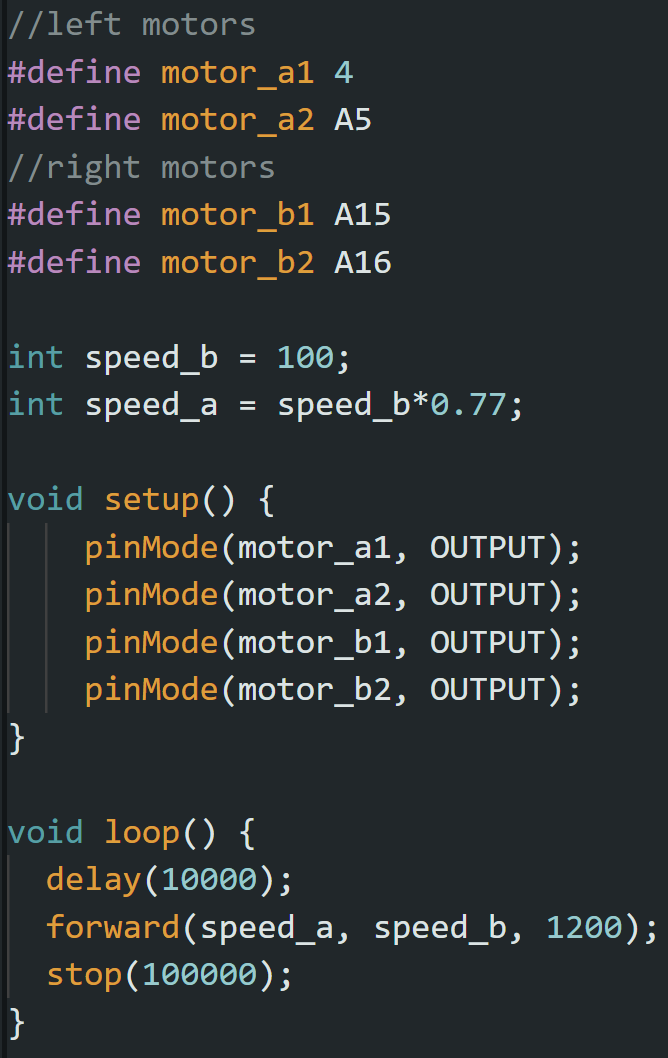 //left motors
#define motor_a1 4
#define motor_a2 A5
//right motors
#define motor_b1 A15
#define motor_b2 A16
int speed_b = 100;
int speed_a = speed_b*0.77;
void setup() {
pinMode(motor_a1, OUTPUT);
pinMode(motor_a2, OUTPUT);
pinMode(motor_b1, OUTPUT);
pinMode(motor_b2, OUTPUT);
}
void loop() {
delay(10000);
forward(speed_a, speed_b, 1200);
stop(100000);
}